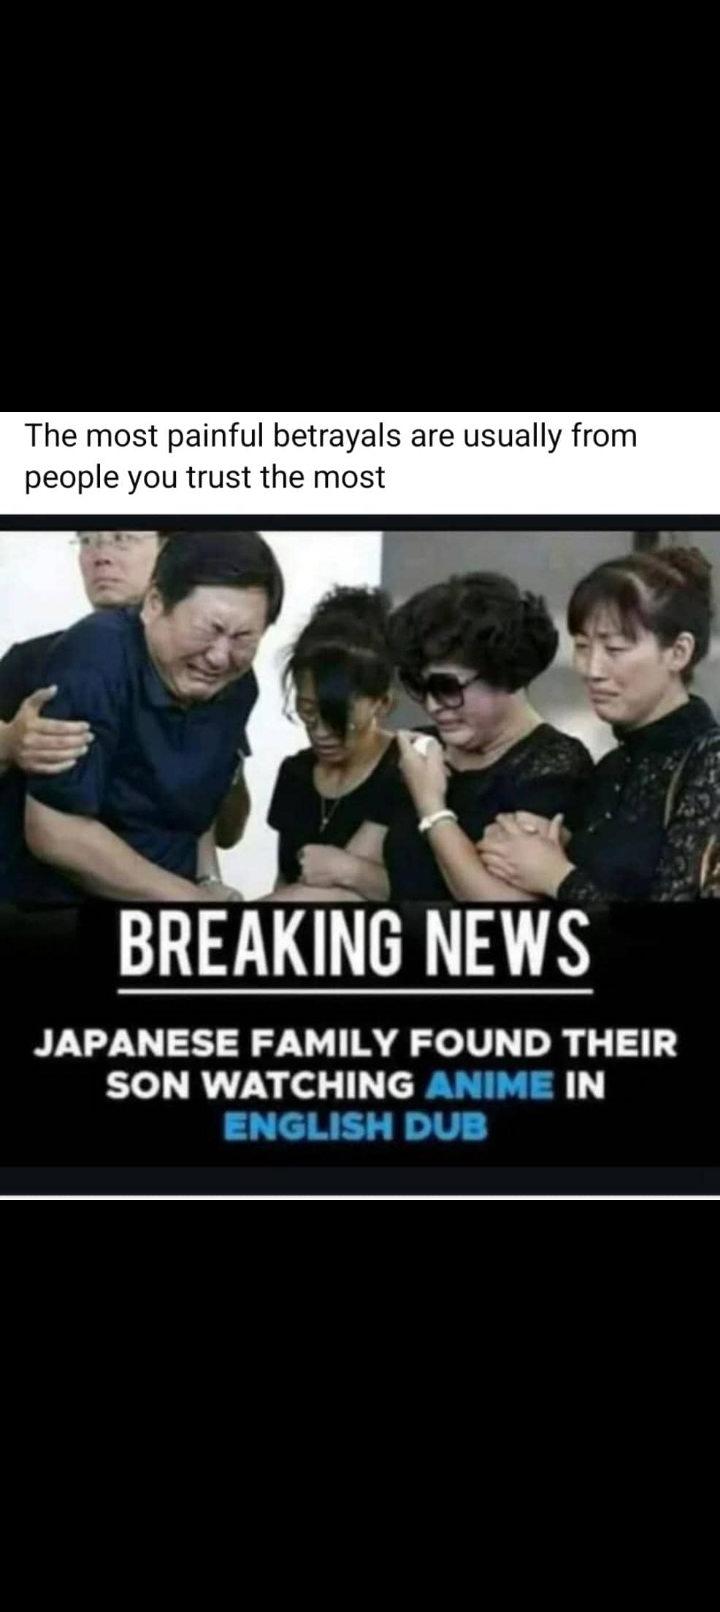 The most painful betrayals are usually from
people you trust the most
BREAKING NEWS
JAPANESE FAMILY FOUND THEIR
SON WATCHING ANIME IN
ENGLISH DUB